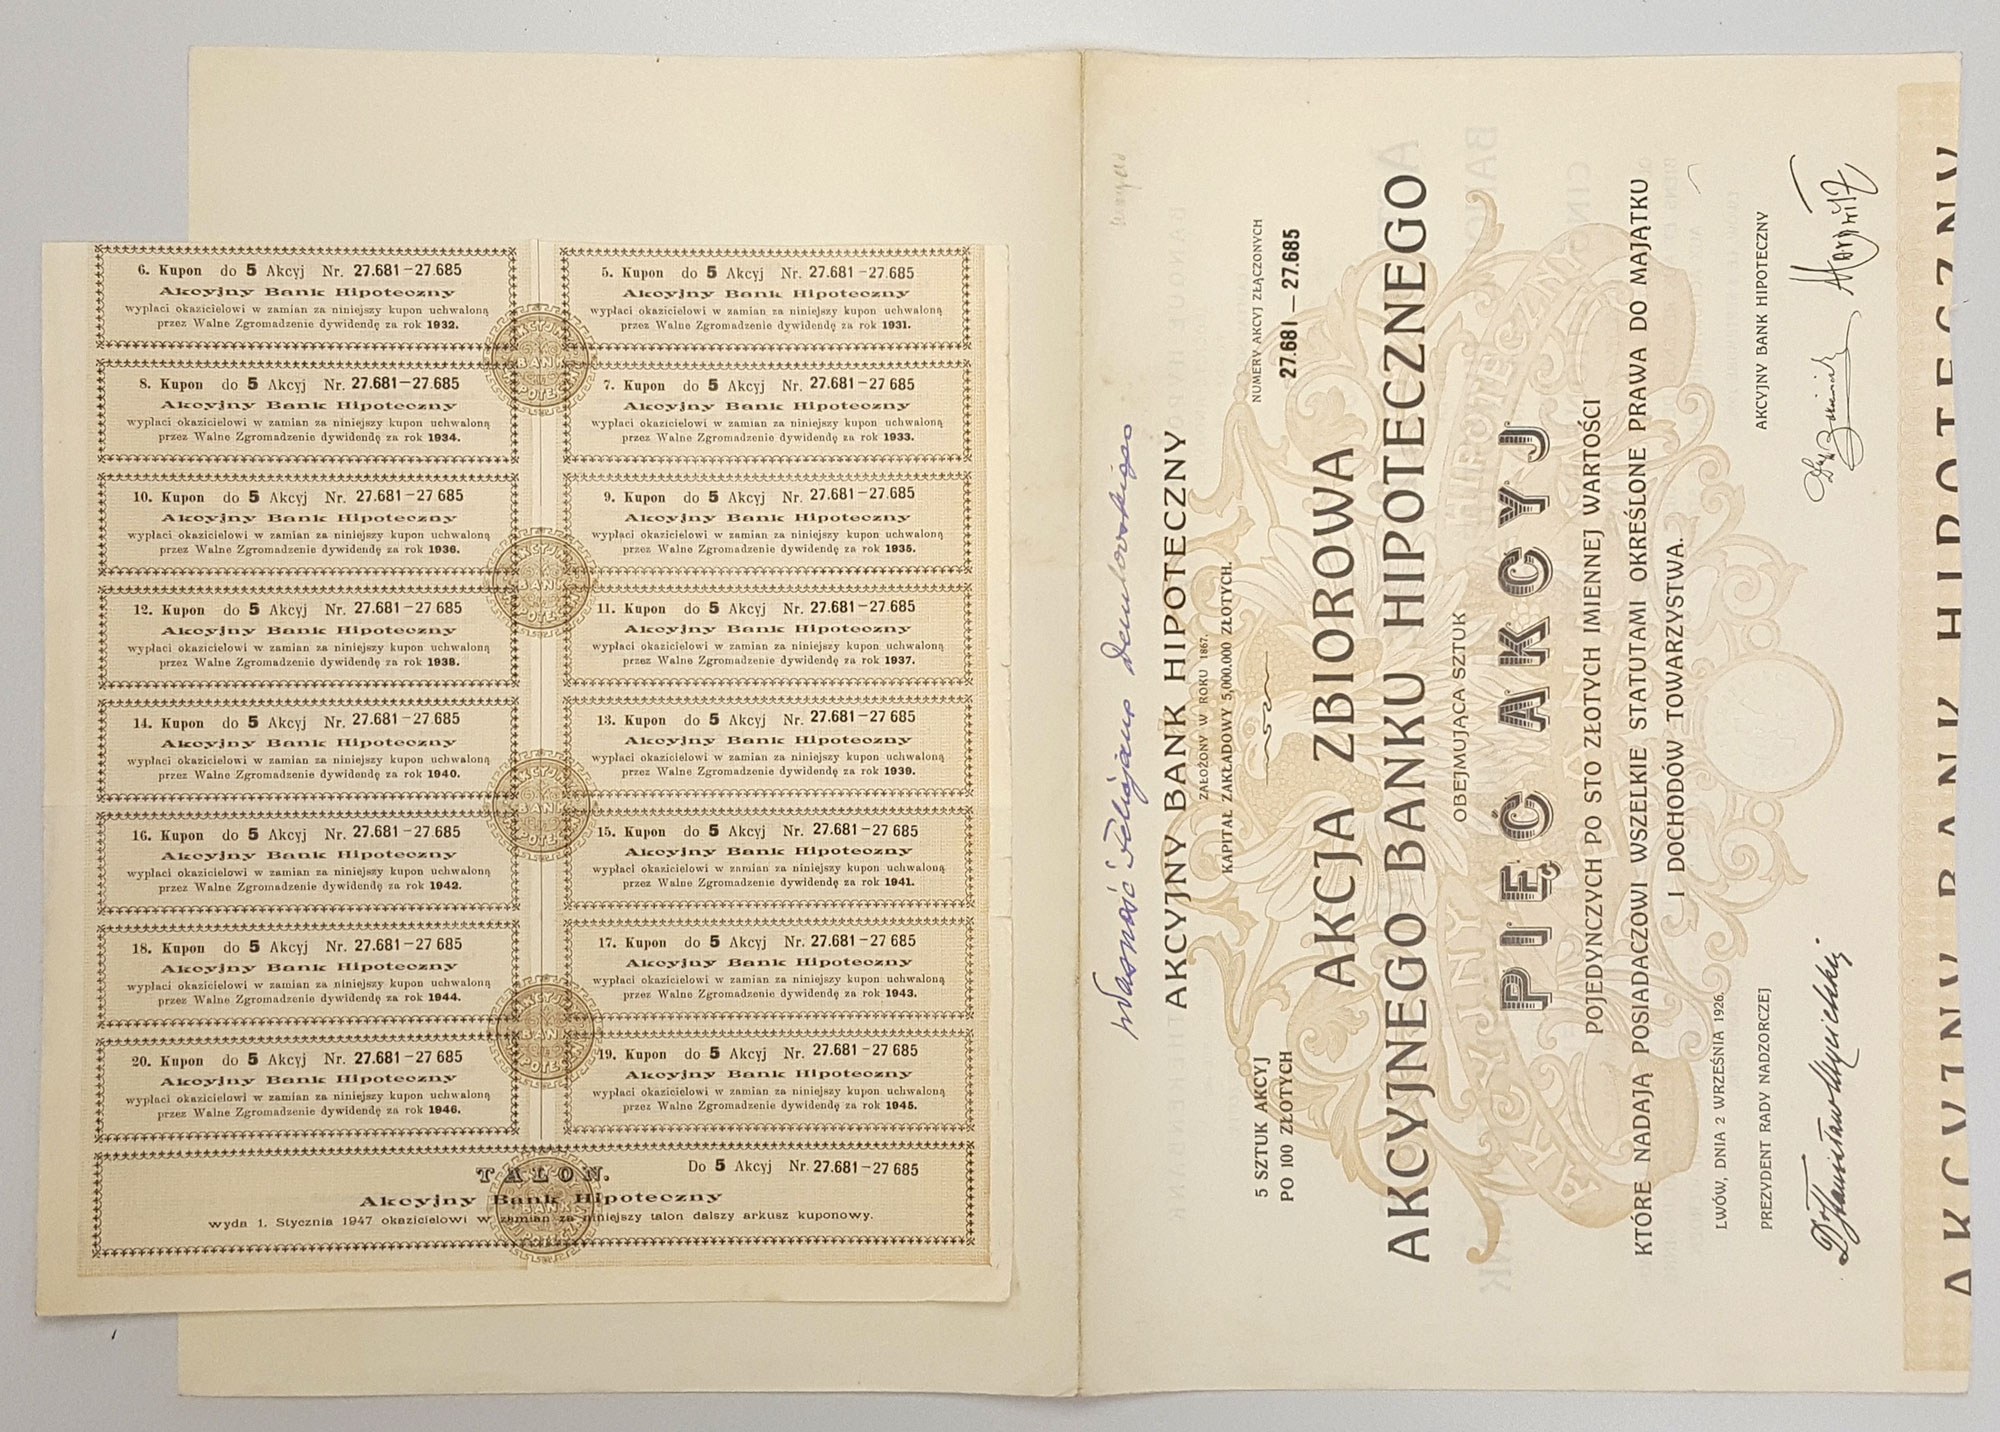 6. Kupon do 5 Akcyj Nr. 27.681–27.685
Akcyjny Bank Hipoteczny
wypłaci okazicielowi w zamian za niniejszy kupon uchwaloną
przez Walne Zgromadzenie dywidendę za rok 1932.
5. Kupon do 5 Akcyj Nr. 27.681–27.685
Akcyjny Bank Hipoteczny
wypłaci okazicielowi w zamian za niniejszy kupon uchwaloną
przez Walne Zgromadzenie dywidendę za rok 1931.
8. Kupon do 5 Akcyj Nr. 27.681–27.685
Akcyjny Bank Hipoteczny
wypłaci okazicielowi w zamian za niniejszy kupon uchwaloną
przez Walne Zgromadzenie dywidendę za rok 1934.
7. Kupon do 5 Akcyj Nr. 27.681–27 685
Akcyjny Bank Hipoteczny
wypłaci okazicielowi w zamian za niniejszy kupon uchwaloną
przez Walne Zgromadzenie dywidendę za rok 1933.
10. Kupon do 5 Akcyj Nr. 27.681–27.685
Akcyjny Bank Hipoteczny
wypłaci okazicielowi w zamian za niniejszy kupon uchwaloną
przez Walne Zgromadzenie dywidendę za rok 1936.
9. Kupon do 5 Akcyj Nr. 27.681–27 685
Akcyjny Bank Hipoteczny
wypłaci okazicielowi w zamian za niniejszy kupon uchwaloną
przez Walne Zgromadzenie dywidendę za rok 1935.
12. Kupon do 5 Akcyj Nr. 27.681–27.685
Akcyjny Bank Hipoteczny
wypłaci okazicielowi w zamian za niniejszy kupon uchwaloną
przez Walne Zgromadzenie dywidendę za rok 1938.
11. Kupon do 5 Akcyj Nr. 27.681–27 685
Akcyjny Bank Hipoteczny
wypłaci okazicielowi w zamian za niniejszy kupon uchwaloną
przez Walne Zgromadzenie dywidendę za rok 1937.
14. Kupon do 5 Akcyj Nr. 27.681–27.685
Akcyjny Bank Hipoteczny
wypłaci okazicielowi w zamian za niniejszy kupon uchwaloną
przez Walne Zgromadzenie dywidendę za rok 1940.
13. Kupon do 5 Akcyj Nr. 27.681–27 685
Akcyjny Bank Hipoteczny
wypłaci okazicielowi w zamian za niniejszy kupon uchwaloną
przez Walne Zgromadzenie dywidendę za rok 1939.
16. Kupon do 5 Akcyj Nr. 27.681–27.685
Akcyjny Bank Hipoteczny
wypłaci okazicielowi w zamian za niniejszy kupon uchwaloną
przez Walne Zgromadzenie dywidendę za rok 1942.
15. Kupon do 5 Akcyj Nr. 27.681–27 685
Akcyjny Bank Hipoteczny
wypłaci okazicielowi w zamian za niniejszy kupon uchwaloną
przez Walne Zgromadzenie dywidendę za rok 1941.
18. Kupon do 5 Akcyj Nr. 27.681–27 685
Akcyjny Bank Hipoteczny
wypłaci okazicielowi w zamian za niniejszy kupon uchwaloną
przez Walne Zgromadzenie dywidendę za rok 1944.
17. Kupon do 5 Akcyj Nr. 27.681–27 685
Akcyjny Bank Hipoteczny
wypłaci okazicielowi w zamian za niniejszy kupon uchwaloną
przez Walne Zgromadzenie dywidendę za rok 1943.
20. Kupon do 5 Akcyj Nr. 27.681–27 685
Akcyjny Bank Hipoteczny
wypłaci okazicielowi w zamian za niniejszy kupon uchwaloną
przez Walne Zgromadzenie dywidendę za rok 1946.
19. Kupon do 5 Akcyj Nr. 27.681–27 685
Akcyjny Bank Hipoteczny
wypłaci okazicielowi w zamian za niniejszy kupon uchwaloną
przez Walne Zgromadzenie dywidendę za rok 1945.
TALON. Do 5 Akcyj Nr. 27.681–27 685
Akcyjny Bank Hipoteczny
wyda 1. Stycznia 1947 okazicielowi w zamian za niniejszy talon dalszy arkusz kuponowy.
Własność Felicjana Dembowskiego
AKCYJNY BANK HIPOTECZNY
ZAŁOŻONY W ROKU 1867.
KAPITAŁ ZAKŁADOWY 5,000.000 ZŁOTYCH.
5 SZTUK AKCYJ
PO 100 ZŁOTYCH
NUMERY AKCYJ ZŁĄCZONYCH
27.681 – 27.685
AKCJA ZBIOROWA
AKCYJNEGO BANKU HIPOTECZNEGO
OBEJMUJĄCA SZTUK
PIĘĆ AKCYJ
POJEDYNCZYCH PO STO ZŁOTYCH IMIENNEJ WARTOŚCI
KTÓRE NADAJĄ POSIADACZOWI WSZELKIE STATUTAMI OKREŚLONE PRAWA DO MAJĄTKU
I DOCHODÓW TOWARZYSTWA.
LWÓW, DNIA 2 WRZEŚNIA 1926.
PREZYDENT RADY NADZORCZEJ
AKCYJNY BANK HIPOTECZNY
AKCYJNY BANK HIPOTECZNY